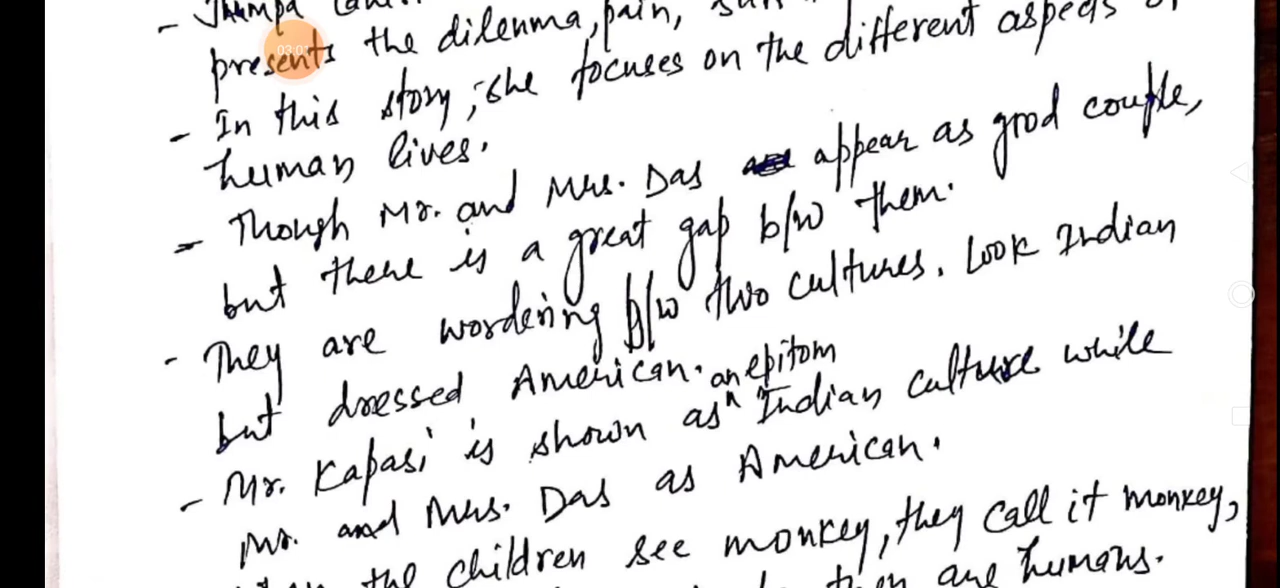 - Jhumpa
presents the dilemma, pain,
- In this story, she focuses on the different aspects of
human lives.
- Though Mr. and Mrs. Das appear as good couple,
but there is a great gap b/w them.
- They are wordering b/w two cultures. Look Indian
but dressed American.
- Mr. Kapasi is shown as an epitom Indian culture while
Mr. and Mrs. Das as American.
the children see monkey, they call it monkey,
are humans.